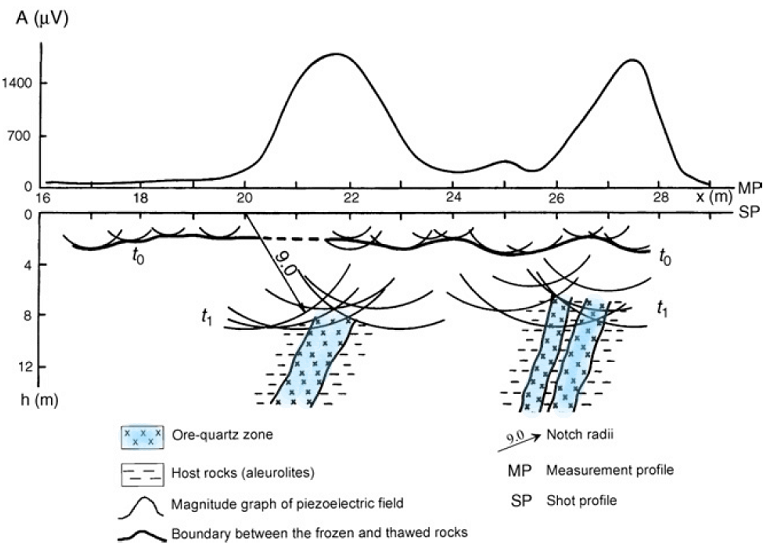 A (μV)
1400
700
0
16 18 20 22 24 26 28 MP
x (m)
0 SP
4
8
12
h (m)
t0 t0
9.0
t1 t1
Ore-quartz zone
Host rocks (aleurolites)
Magnitude graph of piezoelectric field
Boundary between the frozen and thawed rocks
9.0 Notch radii
MP Measurement profile
SP Shot profile